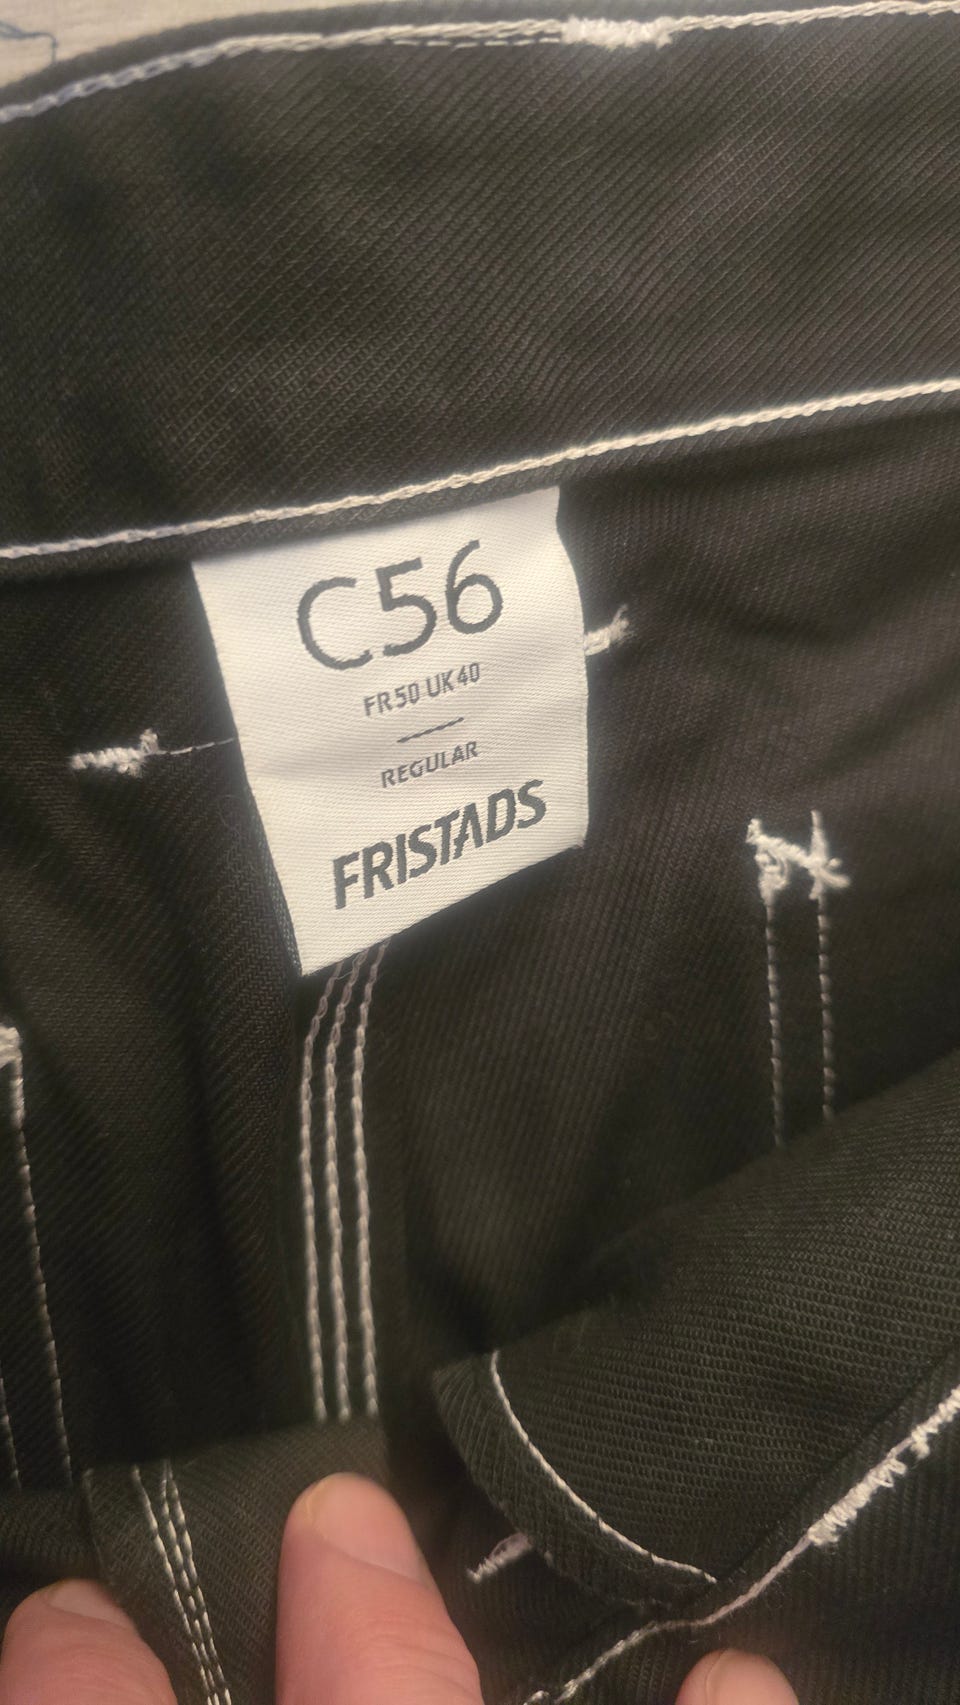 C56
FR50 UK40
REGULAR
FRISTADS